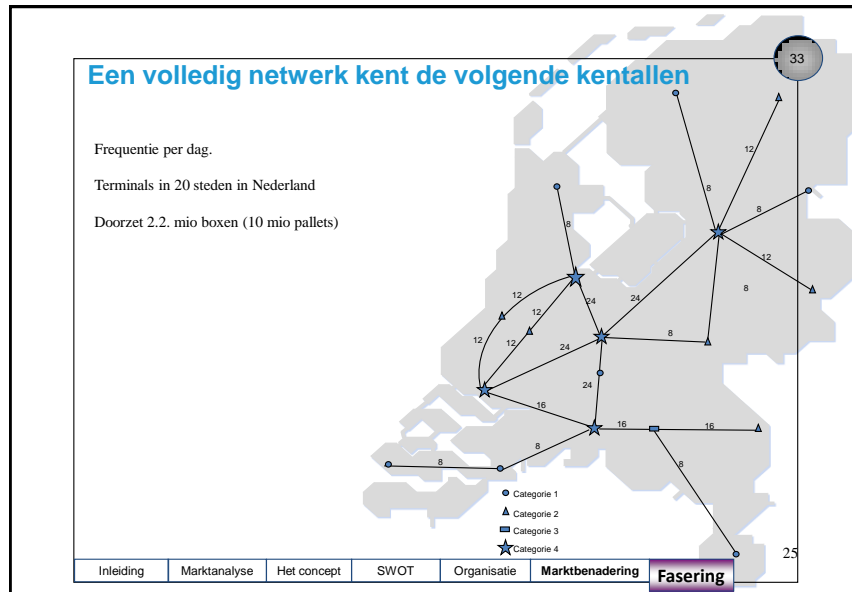 33
Een volledig netwerk kent de volgende kentallen
Frequentie per dag.
Terminals in 20 steden in Nederland
Doorzet 2.2. mio boxen (10 mio pallets)
12
8
8
8
12
12
24
24
8
12
12
12
24
8
24
16
16
16
8
8
8
Categorie 1
Categorie 2
Categorie 3
Categorie 4
25
Inleiding
Marktanalyse
Het concept
SWOT
Organisatie
Marktbenadering
Fasering